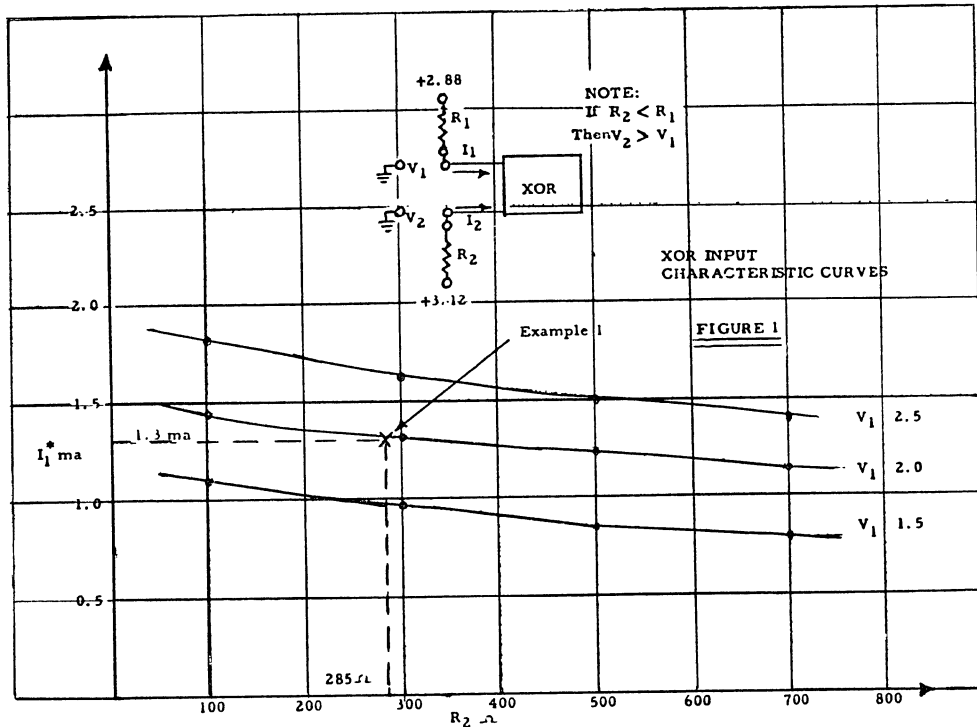 +2.88
R1
I1
V1
XOR
V2
I2
R2
+3.12
NOTE:
If R2 < R1
Then V2 > V1
XOR INPUT
CHARACTERISTIC CURVES
FIGURE 1
Example 1
2.5
2.0
1.5
1.0
0.5
I1* ma
1.3 ma
285Ω
V1 2.5
V1 2.0
V1 1.5
100 200 300 400 500 600 700 800
R2 Ω